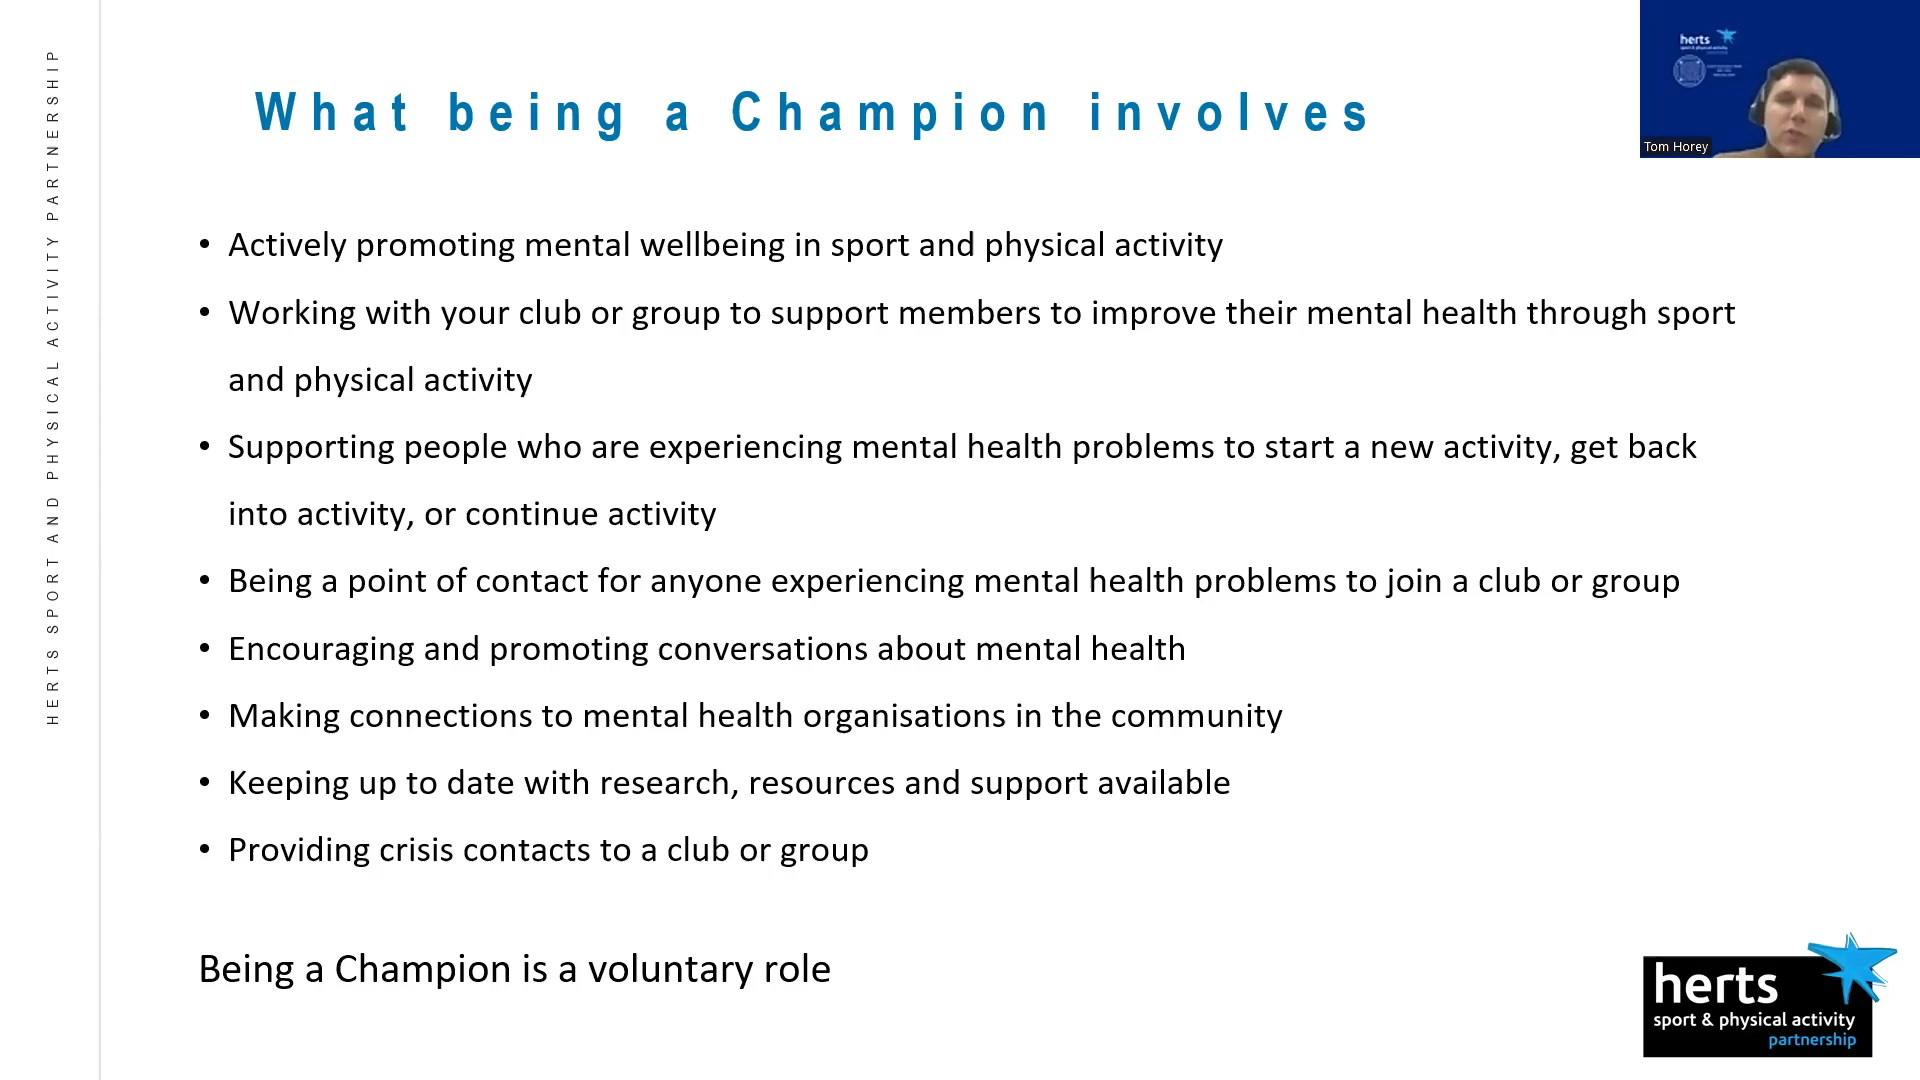 HERTS SPORT AND PHYSICAL ACTIVITY PARTNERSHIP
What being a Champion involves
herts
Tom Horey
• Actively promoting mental wellbeing in sport and physical activity
• Working with your club or group to support members to improve their mental health through sport
and physical activity
• Supporting people who are experiencing mental health problems to start a new activity, get back
into activity, or continue activity
• Being a point of contact for anyone experiencing mental health problems to join a club or group
• Encouraging and promoting conversations about mental health
• Making connections to mental health organisations in the community
• Keeping up to date with research, resources and support available
• Providing crisis contacts to a club or group
Being a Champion is a voluntary role
herts
sport & physical activity
partnership